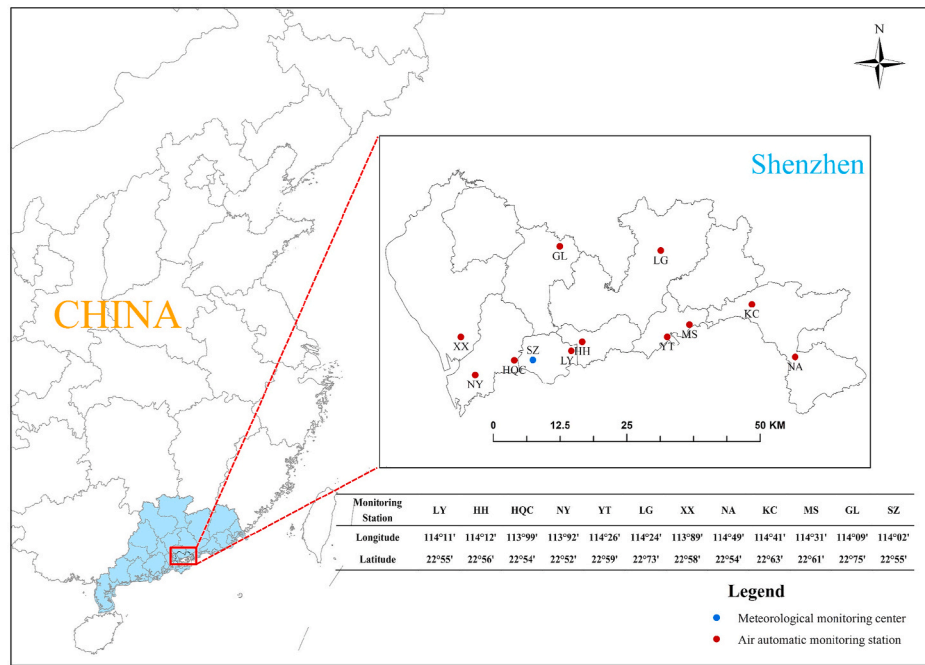 N
Shenzhen
GL
LG
KC
MS
XX
SZ
HH
YT
LY
HQC
NA
NY
CHINA
0 12.5 25 50 KM
Monitoring Station LY HH HQC NY YT LG XX NA KC MS GL SZ
Longitude 114°11' 114°12' 113°99' 113°92' 114°26' 114°24' 113°89' 114°49' 114°41' 114°31' 114°09' 114°02'
Latitude 22°55' 22°56' 22°54' 22°52' 22°59' 22°73' 22°58' 22°54' 22°63' 22°61' 22°75' 22°55'
Legend
Meteorological monitoring center
Air automatic monitoring station